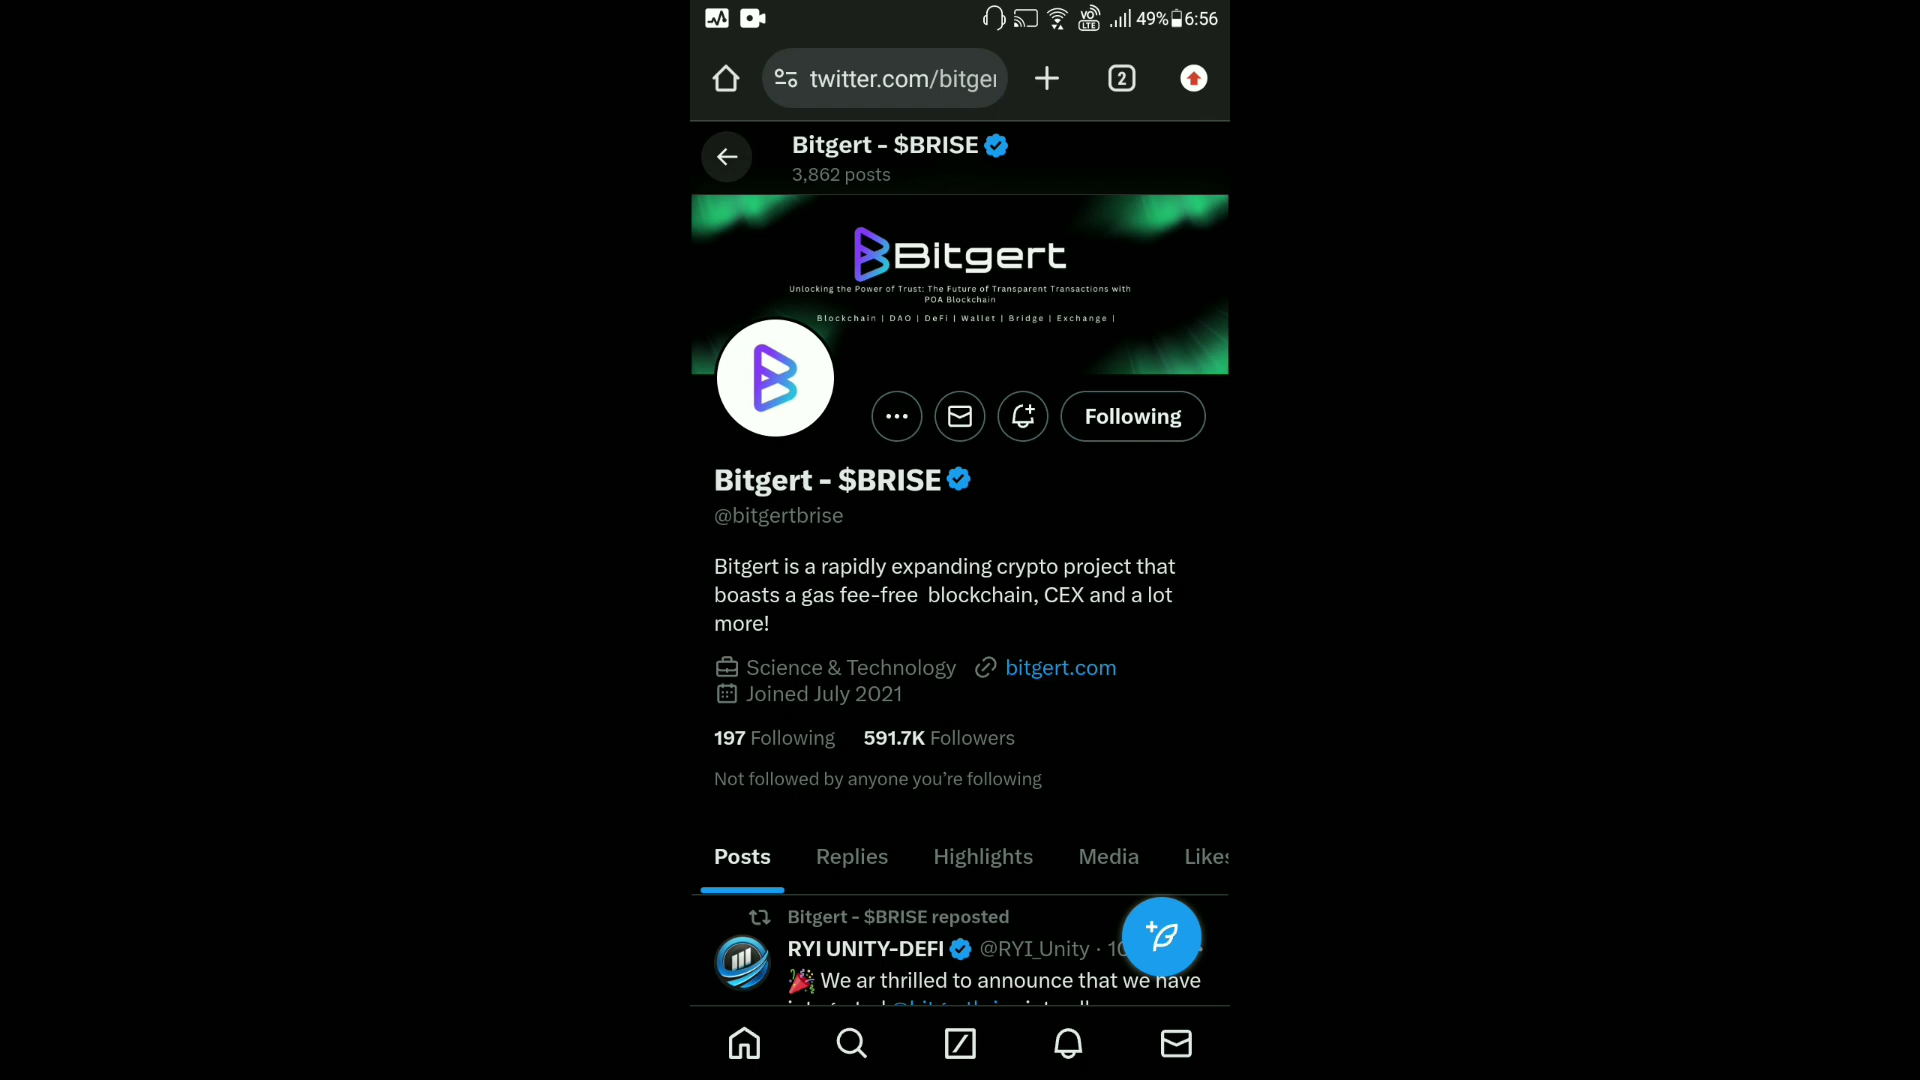 VO LTE 49% 6:56
twitter.com/bitger
2
Bitgert - $BRISE
3,862 posts
Bitgert
Unlocking the Power of Trust: The Future of Transparent Transactions with
POA Blockchain
Blockchain | DAO | DeFi | Wallet | Bridge | Exchange |
Following
Bitgert - $BRISE
@bitgertbrise
Bitgert is a rapidly expanding crypto project that
boasts a gas fee-free blockchain, CEX and a lot
more!
Science & Technology bitgert.com
Joined July 2021
197 Following 591.7K Followers
Not followed by anyone you're following
Posts Replies Highlights Media Likes
Bitgert - $BRISE reposted
RYI UNITY-DEFI @RYI_Unity ·
🎉 We ar thrilled to announce that we have